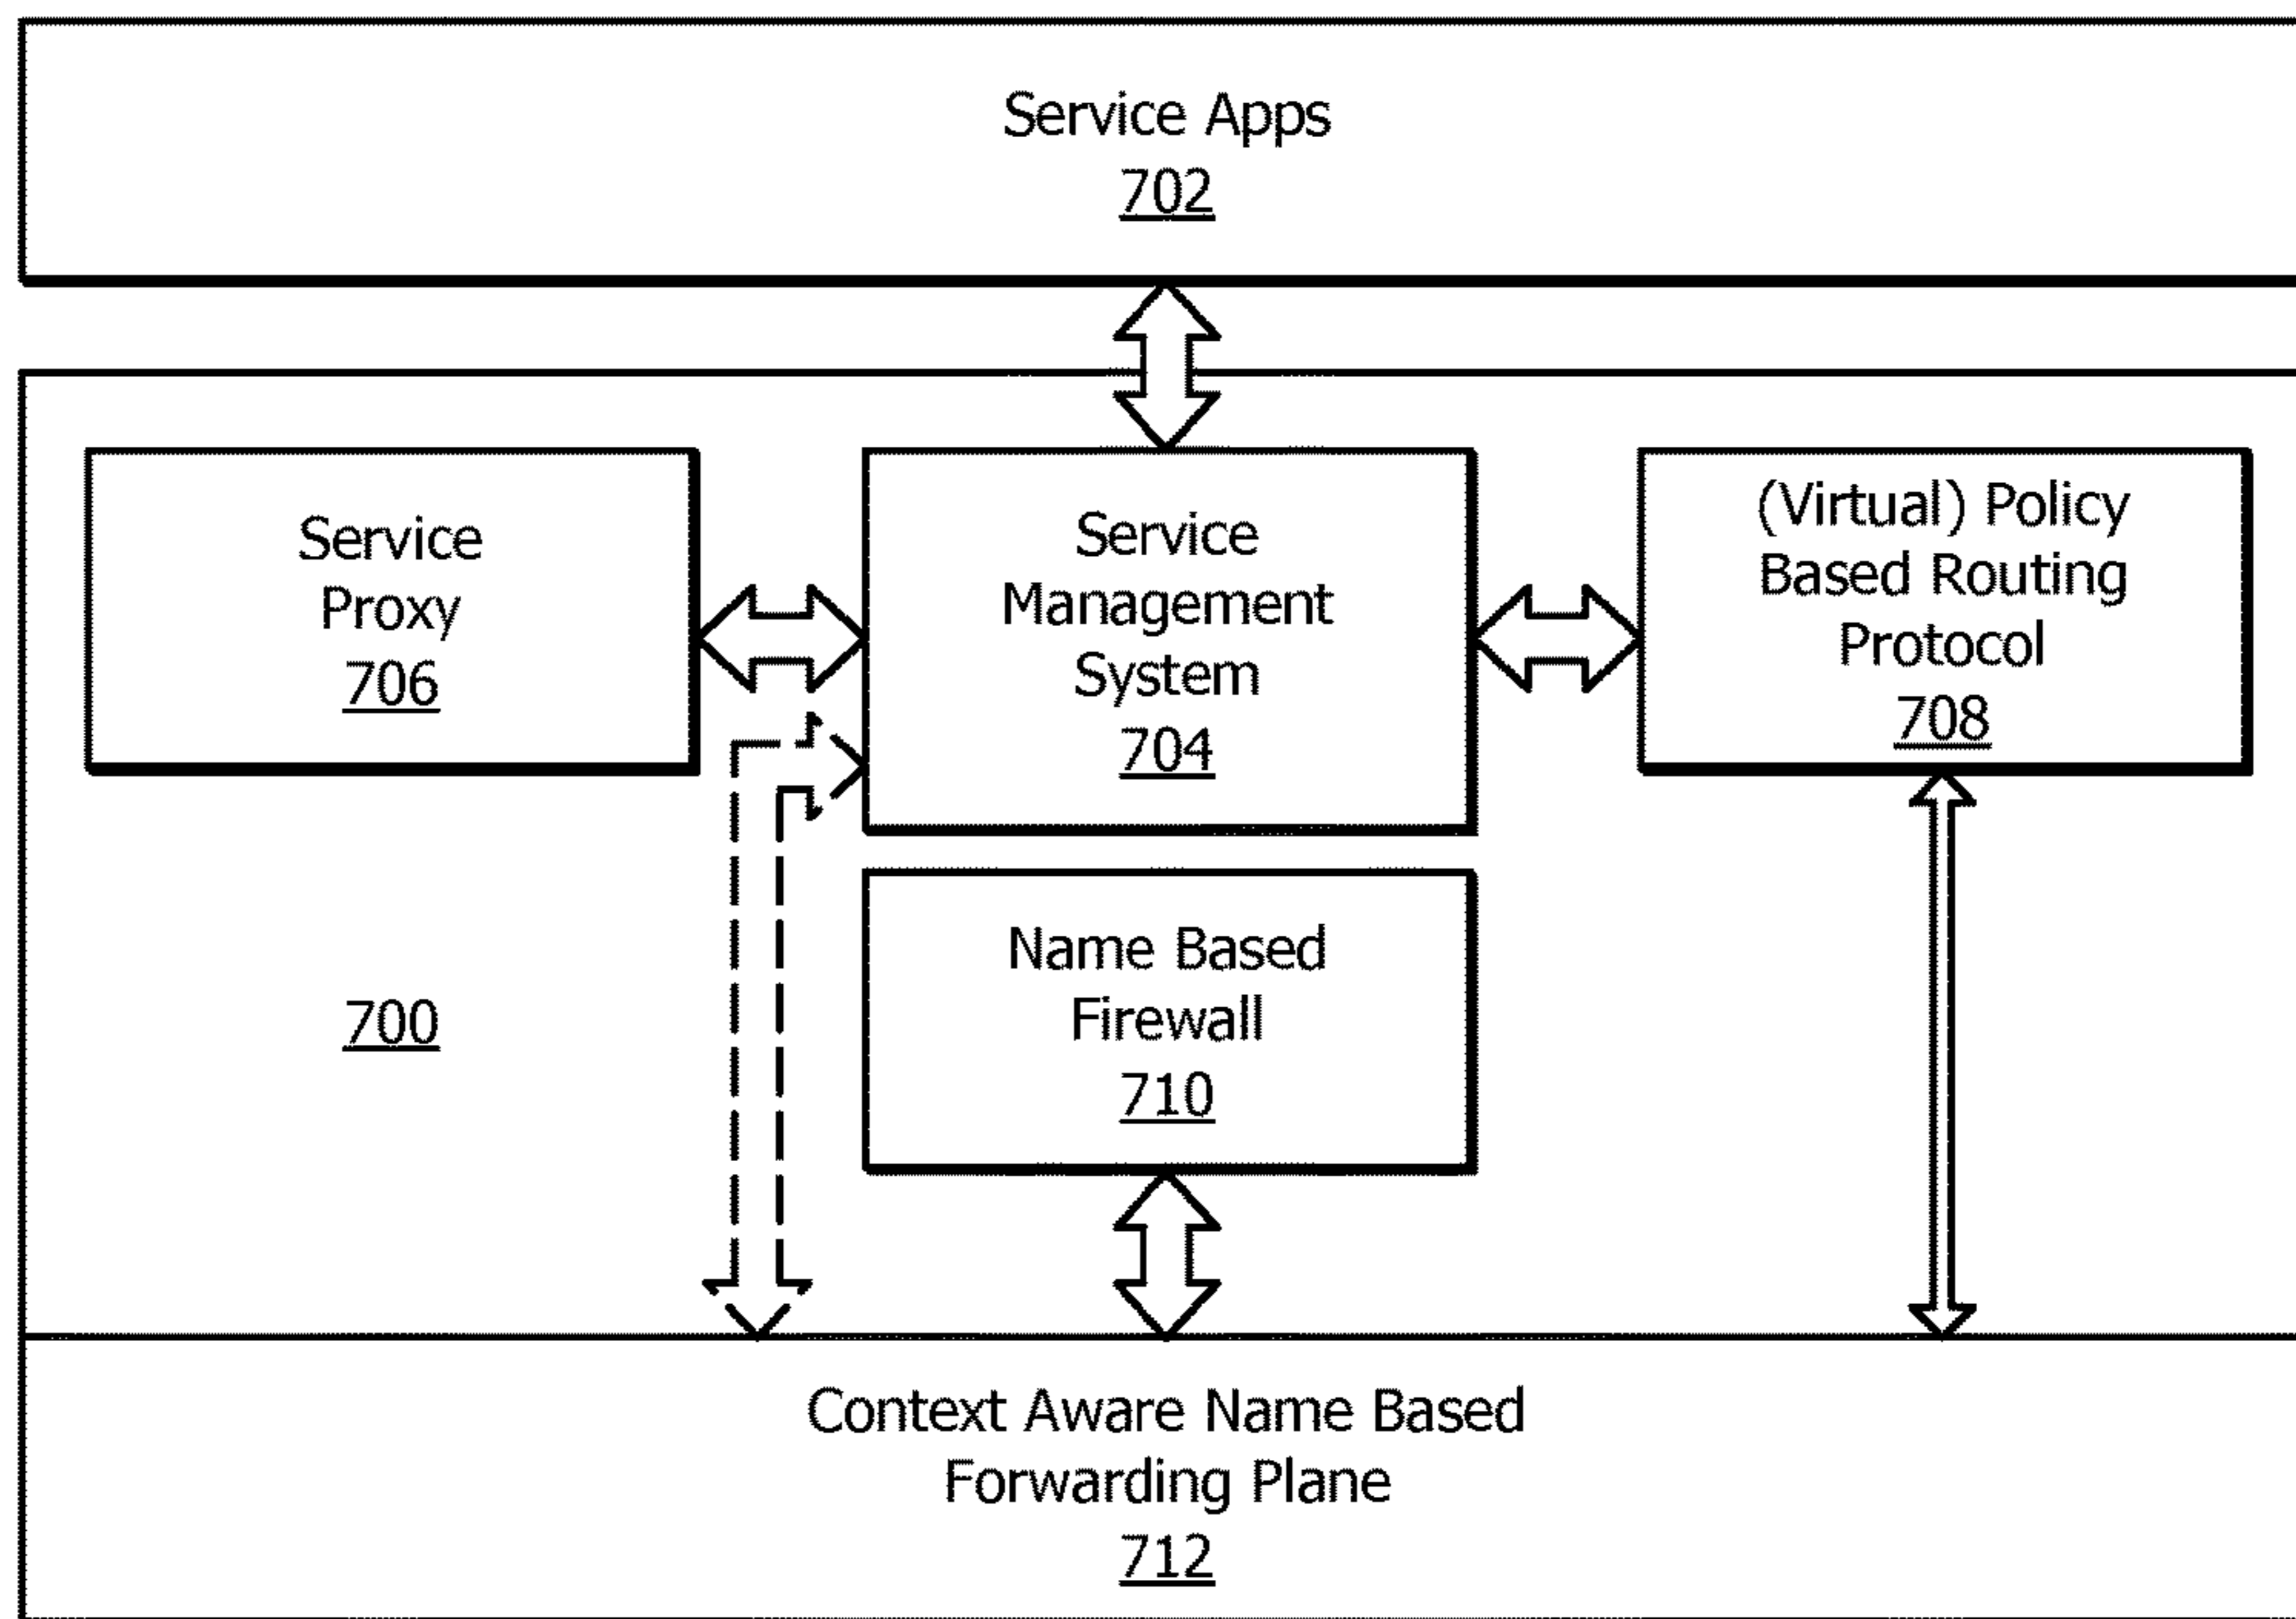 Service Apps
702
Service
Proxy
706
Service
Management
System
704
(Virtual) Policy
Based Routing
Protocol
708
700
Name Based
Firewall
710
Context Aware Name Based
Forwarding Plane
712